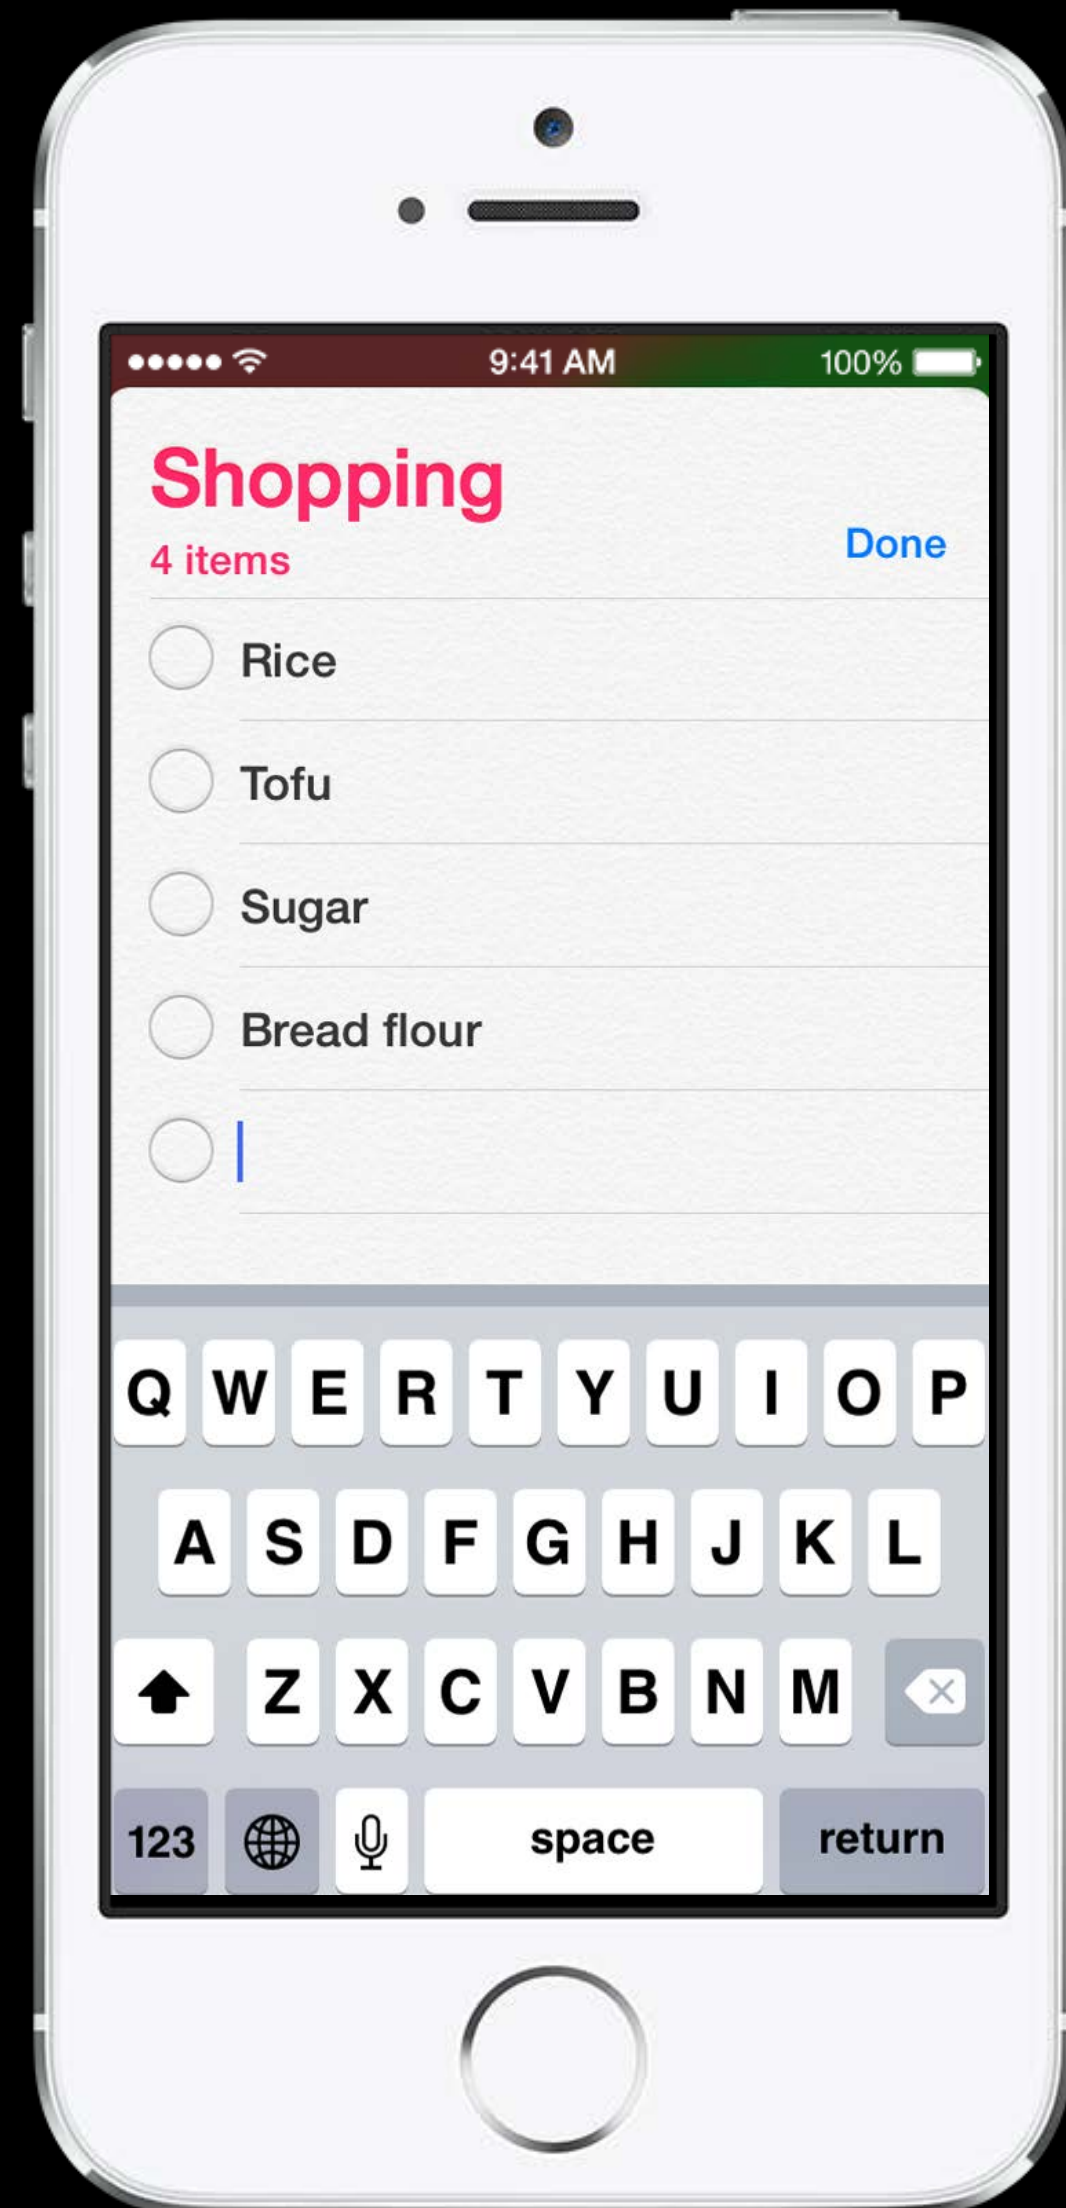 9:41 AM 100%
Shopping
4 items
Done
Rice
Tofu
Sugar
Bread flour
Q W E R T Y U I O P
A S D F G H J K L
Z X C V B N M
123 space return